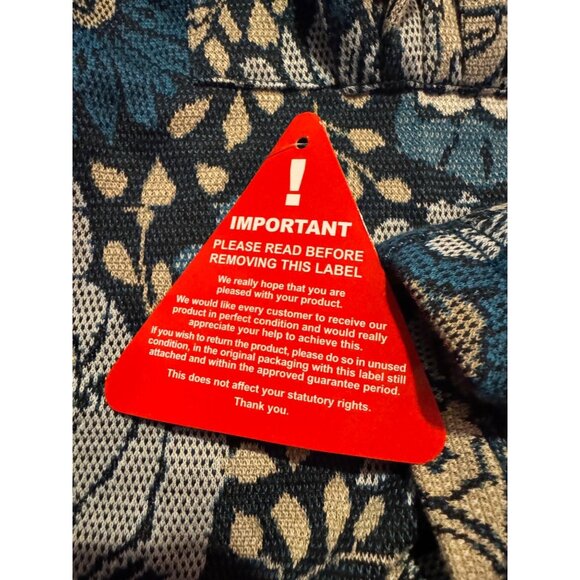 !
IMPORTANT
PLEASE READ BEFORE
REMOVING THIS LABEL
We really hope that you are
pleased with your product.
We would like every customer to receive our
product in perfect condition and would really
appreciate your help to achieve this.
If you wish to return the product, please do so in unused
condition, in the original packaging with this label still
attached and within the approved guarantee period.
This does not affect your statutory rights.
Thank you.